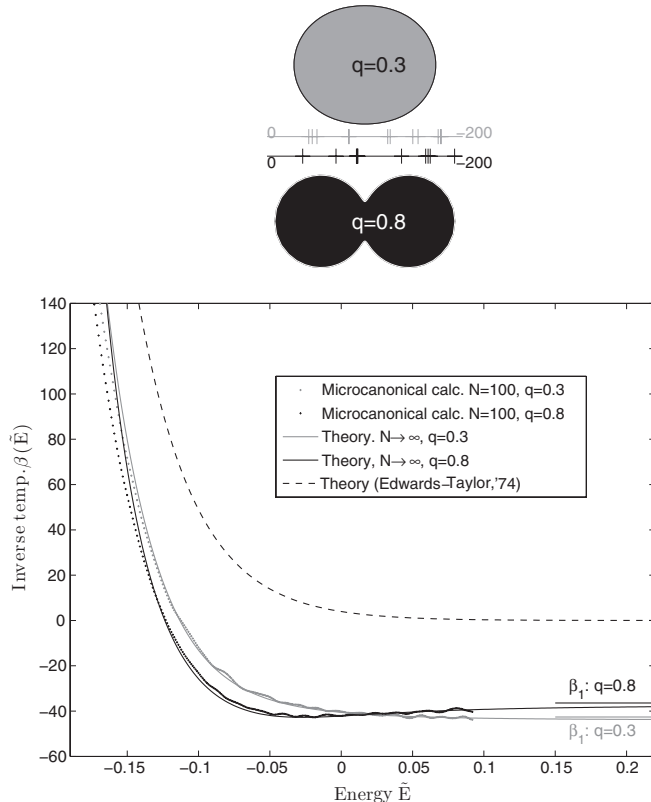 q=0.3
0 −200
0 −200
q=0.8
140
120
100
80
60
40
20
0
−20
−40
−60
Inverse temp. β(Ẽ)
Microcanonical calc. N=100, q=0.3
Microcanonical calc. N=100, q=0.8
Theory. N→∞, q=0.3
Theory, N→∞, q=0.8
Theory (Edwards−Taylor,'74)
β₁: q=0.8
β₁: q=0.3
−0.15 −0.1 −0.05 0 0.05 0.1 0.15 0.2
Energy Ẽ